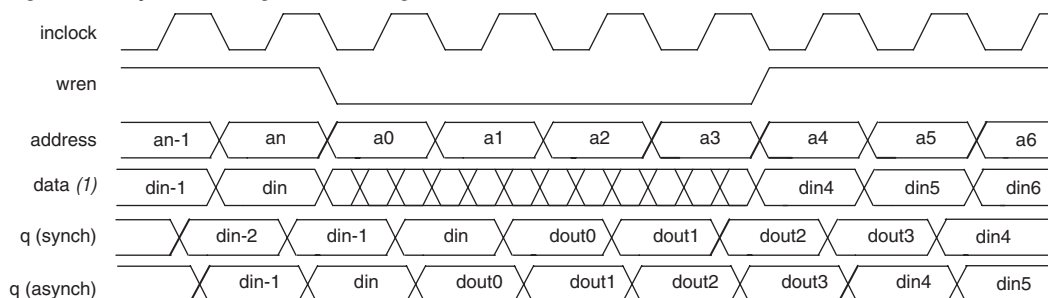 inclock
wren
address an-1 an a0 a1 a2 a3 a4 a5 a6
data (1) din-1 din din4 din5 din6
q (synch) din-2 din-1 din dout0 dout1 dout2 dout3 din4
q (asynch) din-1 din dout0 dout1 dout2 dout3 din4 din5